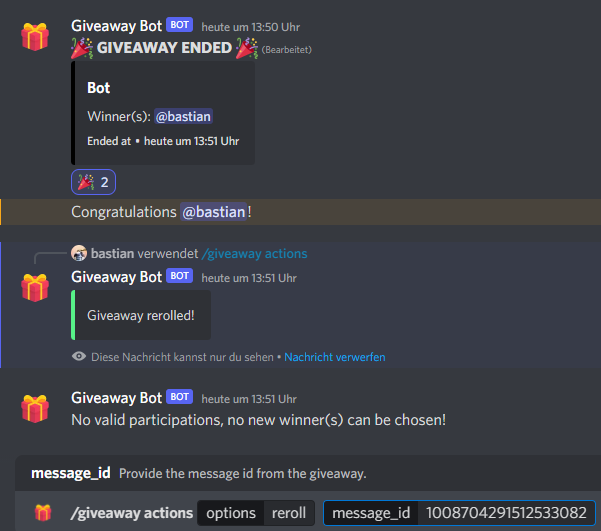 Giveaway Bot BOT heute um 13:50 Uhr
🎉 GIVEAWAY ENDED 🎉 (Bearbeitet)
Bot
Winner(s): @bastian
Ended at • heute um 13:51 Uhr
🎉 2
Congratulations @bastian!
bastian verwendet /giveaway actions
Giveaway Bot BOT heute um 13:51 Uhr
Giveaway rerolled!
Diese Nachricht kannst nur du sehen • Nachricht verwerfen
Giveaway Bot BOT heute um 13:51 Uhr
No valid participations, no new winner(s) can be chosen!
message_id Provide the message id from the giveaway.
/giveaway actions options reroll message_id 1008704291512533082